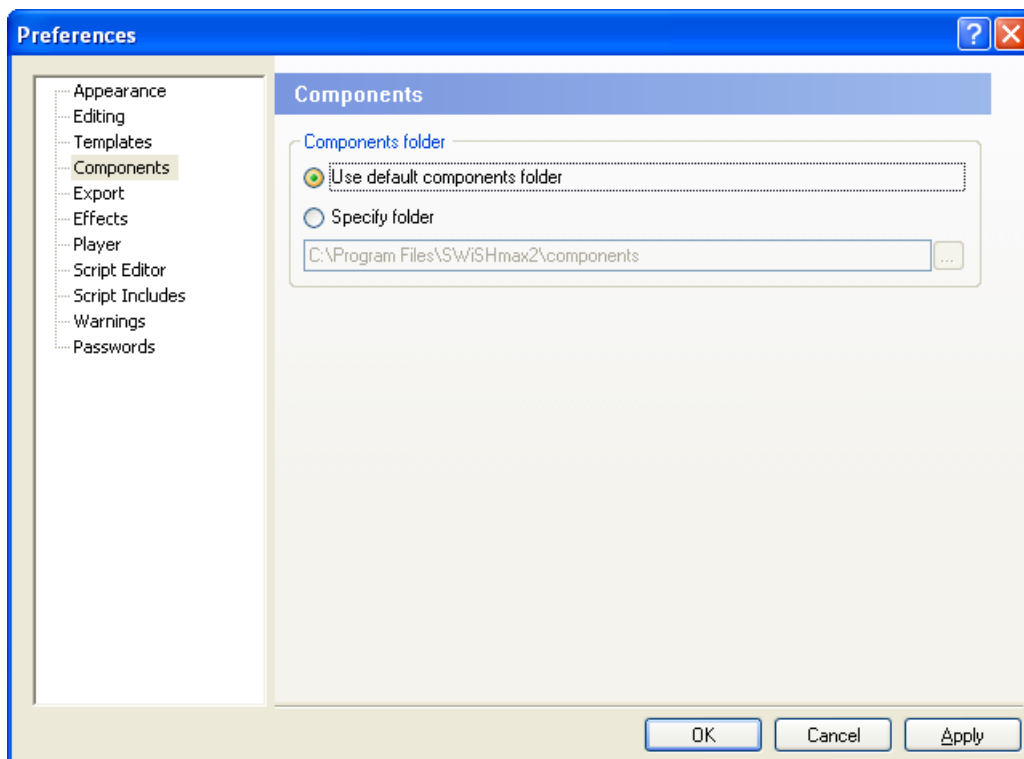 Preferences
Appearance
Editing
Templates
Components
Export
Effects
Player
Script Editor
Script Includes
Warnings
Passwords
Components
Components folder
Use default components folder
Specify folder
C:\Program Files\SWiSHmax2\components
...
OK Cancel Apply